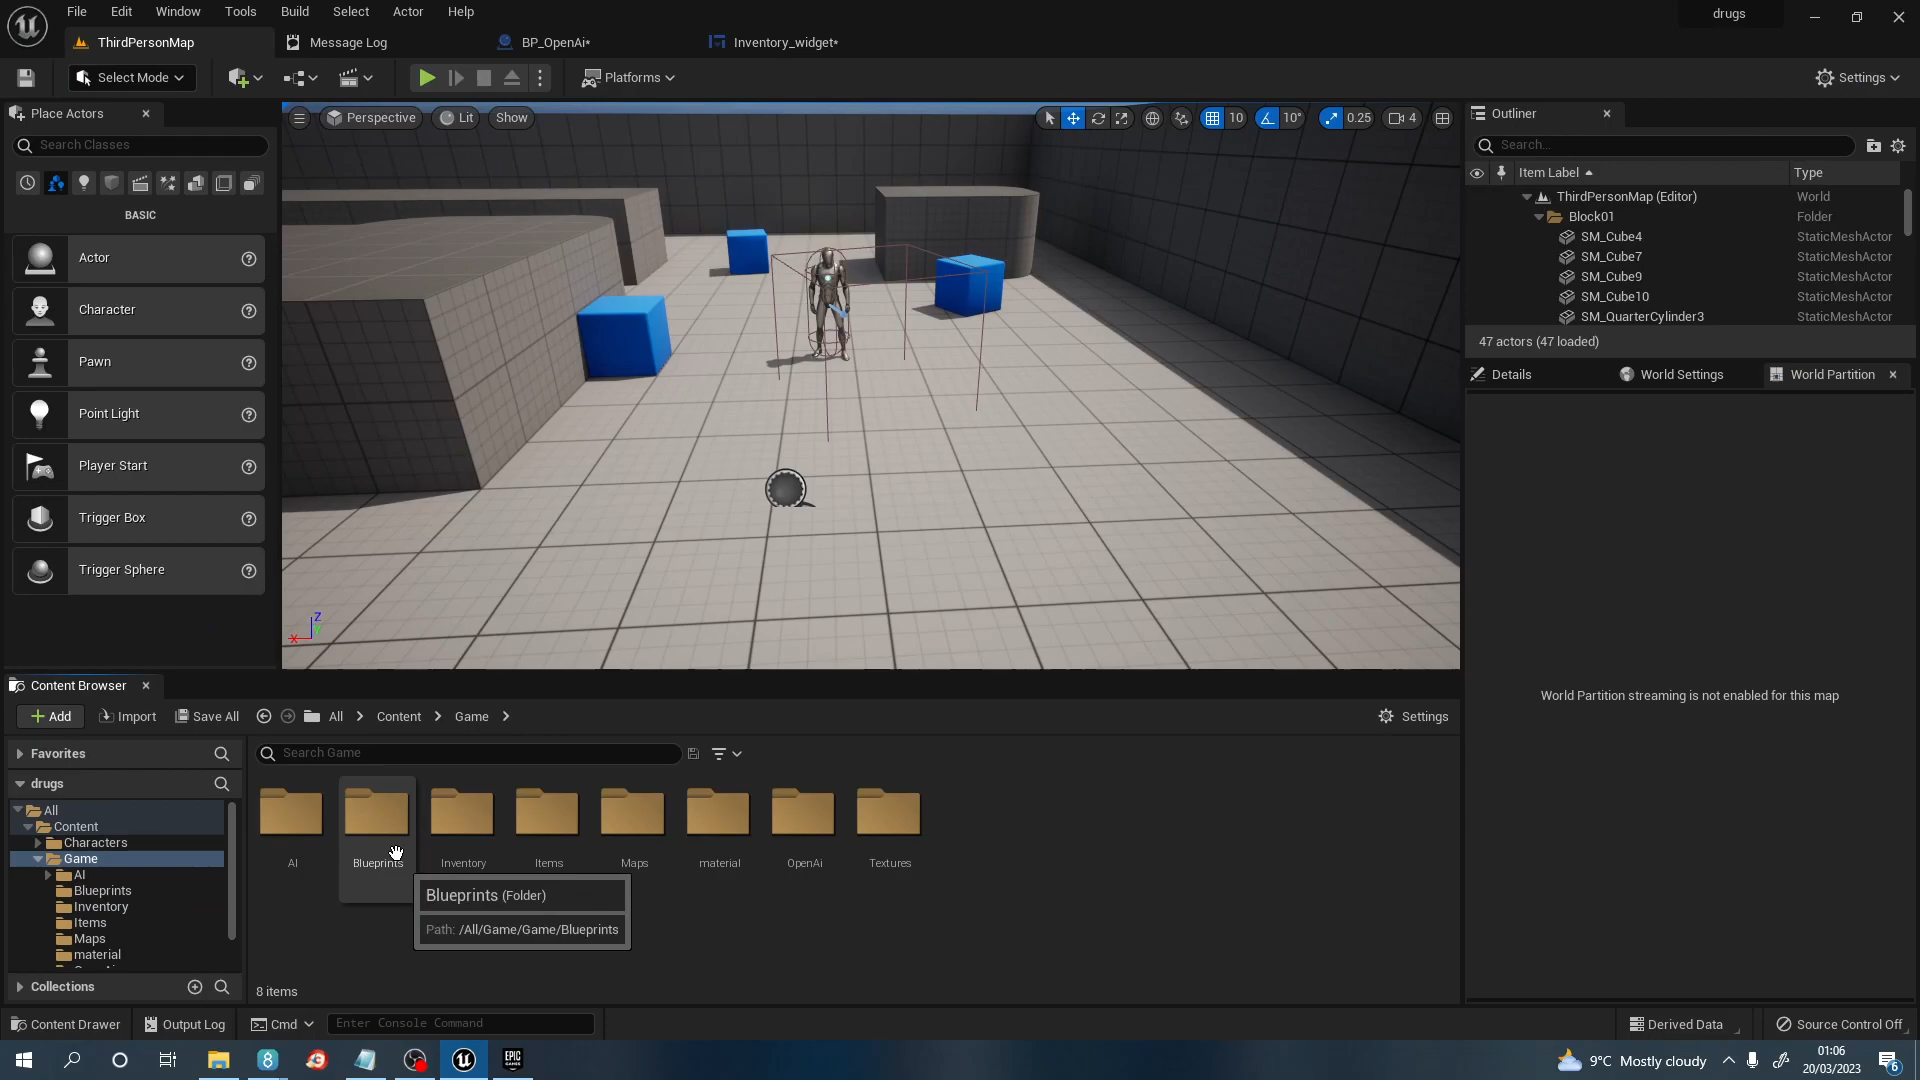 File Edit Window Tools Build Select Actor Help drugs
ThirdPersonMap Message Log BP_OpenAi* Inventory_widget*
Select Mode Platforms Settings
Place Actors
Search Classes
BASIC
Actor
Character
Pawn
Point Light
Player Start
Trigger Box
Trigger Sphere
Perspective Lit Show 10 10° 0.25 4
Z
X Y
Outliner
Search...
Item Label Type
ThirdPersonMap (Editor) World
Block01 Folder
SM_Cube4 StaticMeshActor
SM_Cube7 StaticMeshActor
SM_Cube9 StaticMeshActor
SM_Cube10 StaticMeshActor
SM_QuarterCylinder3 StaticMeshActor
47 actors (47 loaded)
Details World Settings World Partition
World Partition streaming is not enabled for this map
Content Browser
Add Import Save All All Content Game Settings
Favorites
drugs
All
Content
Characters
Game
AI
Blueprints
Inventory
Items
Maps
material
Collections
Search Game
AI Blueprints Inventory Items Maps material OpenAi Textures
Blueprints (Folder)
Path: /All/Game/Game/Blueprints
8 items
Content Drawer Output Log Cmd Enter Console Command Derived Data Source Control Off
EPIC GAMES
9°C Mostly cloudy 01:06
20/03/2023 6